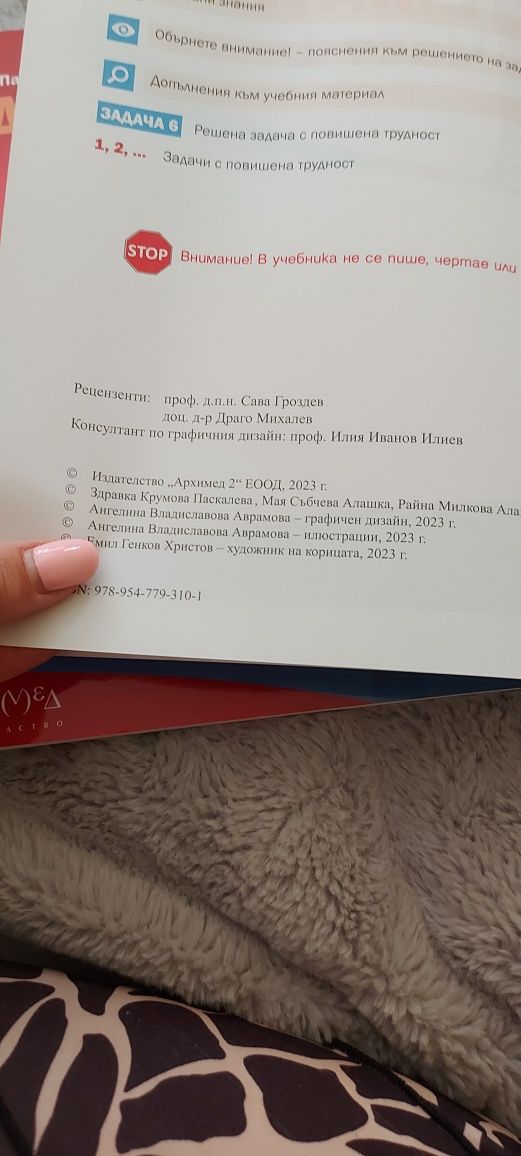 знания
Обърнете внимание! – пояснения към решението на
Допълнения към учебния материал
ЗАДАЧА 6 Решена задача с повишена трудност
1, 2, ... Задачи с повишена трудност
STOP Внимание! В учебника не се пише, чертае или
Рецензенти: проф. д.п.н. Сава Гроздев
доц. д-р Драго Михалев
Консултант по графичния дизайн: проф. Илия Иванов Илиев
© Издателство „Архимед 2“ ЕООД, 2023 г.
© Здравка Крумова Паскалева, Мая Събчева Алашка, Райна Милкова
© Ангелина Владиславова Аврамова – графичен дизайн, 2023 г.
© Ангелина Владиславова Аврамова – илюстрации, 2023 г.
© Емил Генков Христов – художник на корицата, 2023 г.
978-954-779-310-1